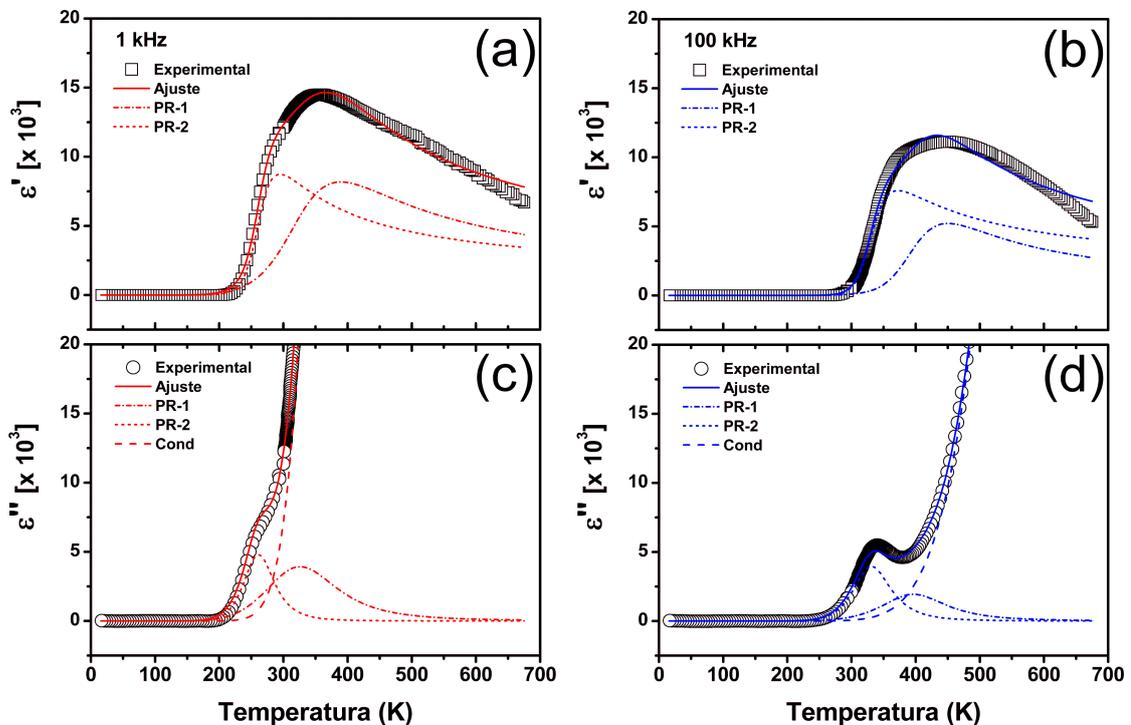 1 kHz
(a)
Experimental
Ajuste
PR-1
PR-2
ε' [x 10³]
20
15
10
5
0
100 kHz
(b)
Experimental
Ajuste
PR-1
PR-2
ε' [x 10³]
20
15
10
5
0
Experimental
Ajuste
PR-1
PR-2
Cond
(c)
ε'' [x 10³]
20
15
10
5
0
0 100 200 300 400 500 600 700
Temperatura (K)
Experimental
Ajuste
PR-1
PR-2
Cond
(d)
ε'' [x 10³]
20
15
10
5
0
0 100 200 300 400 500 600 700
Temperatura (K)